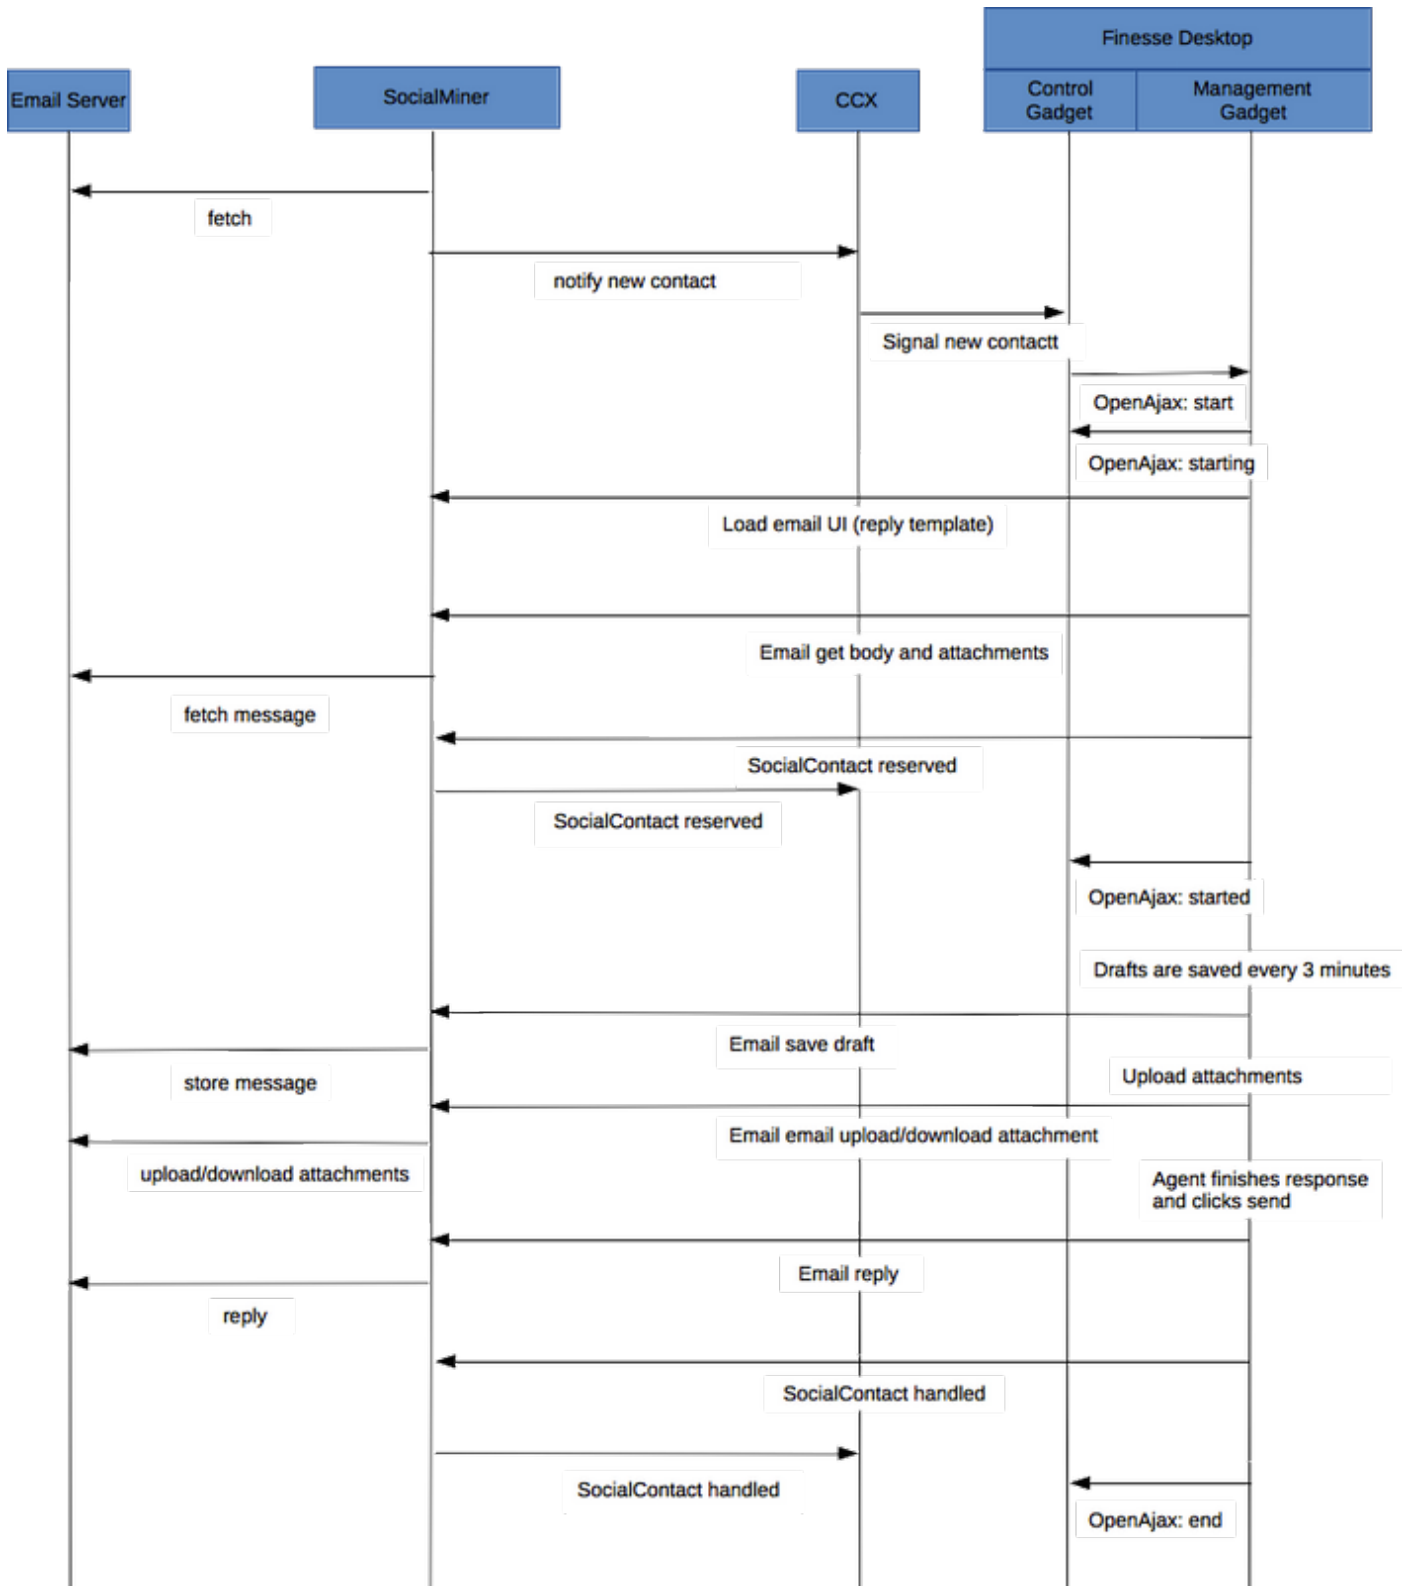 Finesse Desktop
Email Server
SocialMiner
CCX
Control
Gadget
Management
Gadget
fetch
notify new contact
Signal new contactt
OpenAjax: start
OpenAjax: starting
Load email UI (reply template)
Email get body and attachments
fetch message
SocialContact reserved
SocialContact reserved
OpenAjax: started
Drafts are saved every 3 minutes
Email save draft
store message
Upload attachments
Email email upload/download attachment
upload/download attachments
Agent finishes response
and clicks send
Email reply
reply
SocialContact handled
SocialContact handled
OpenAjax: end